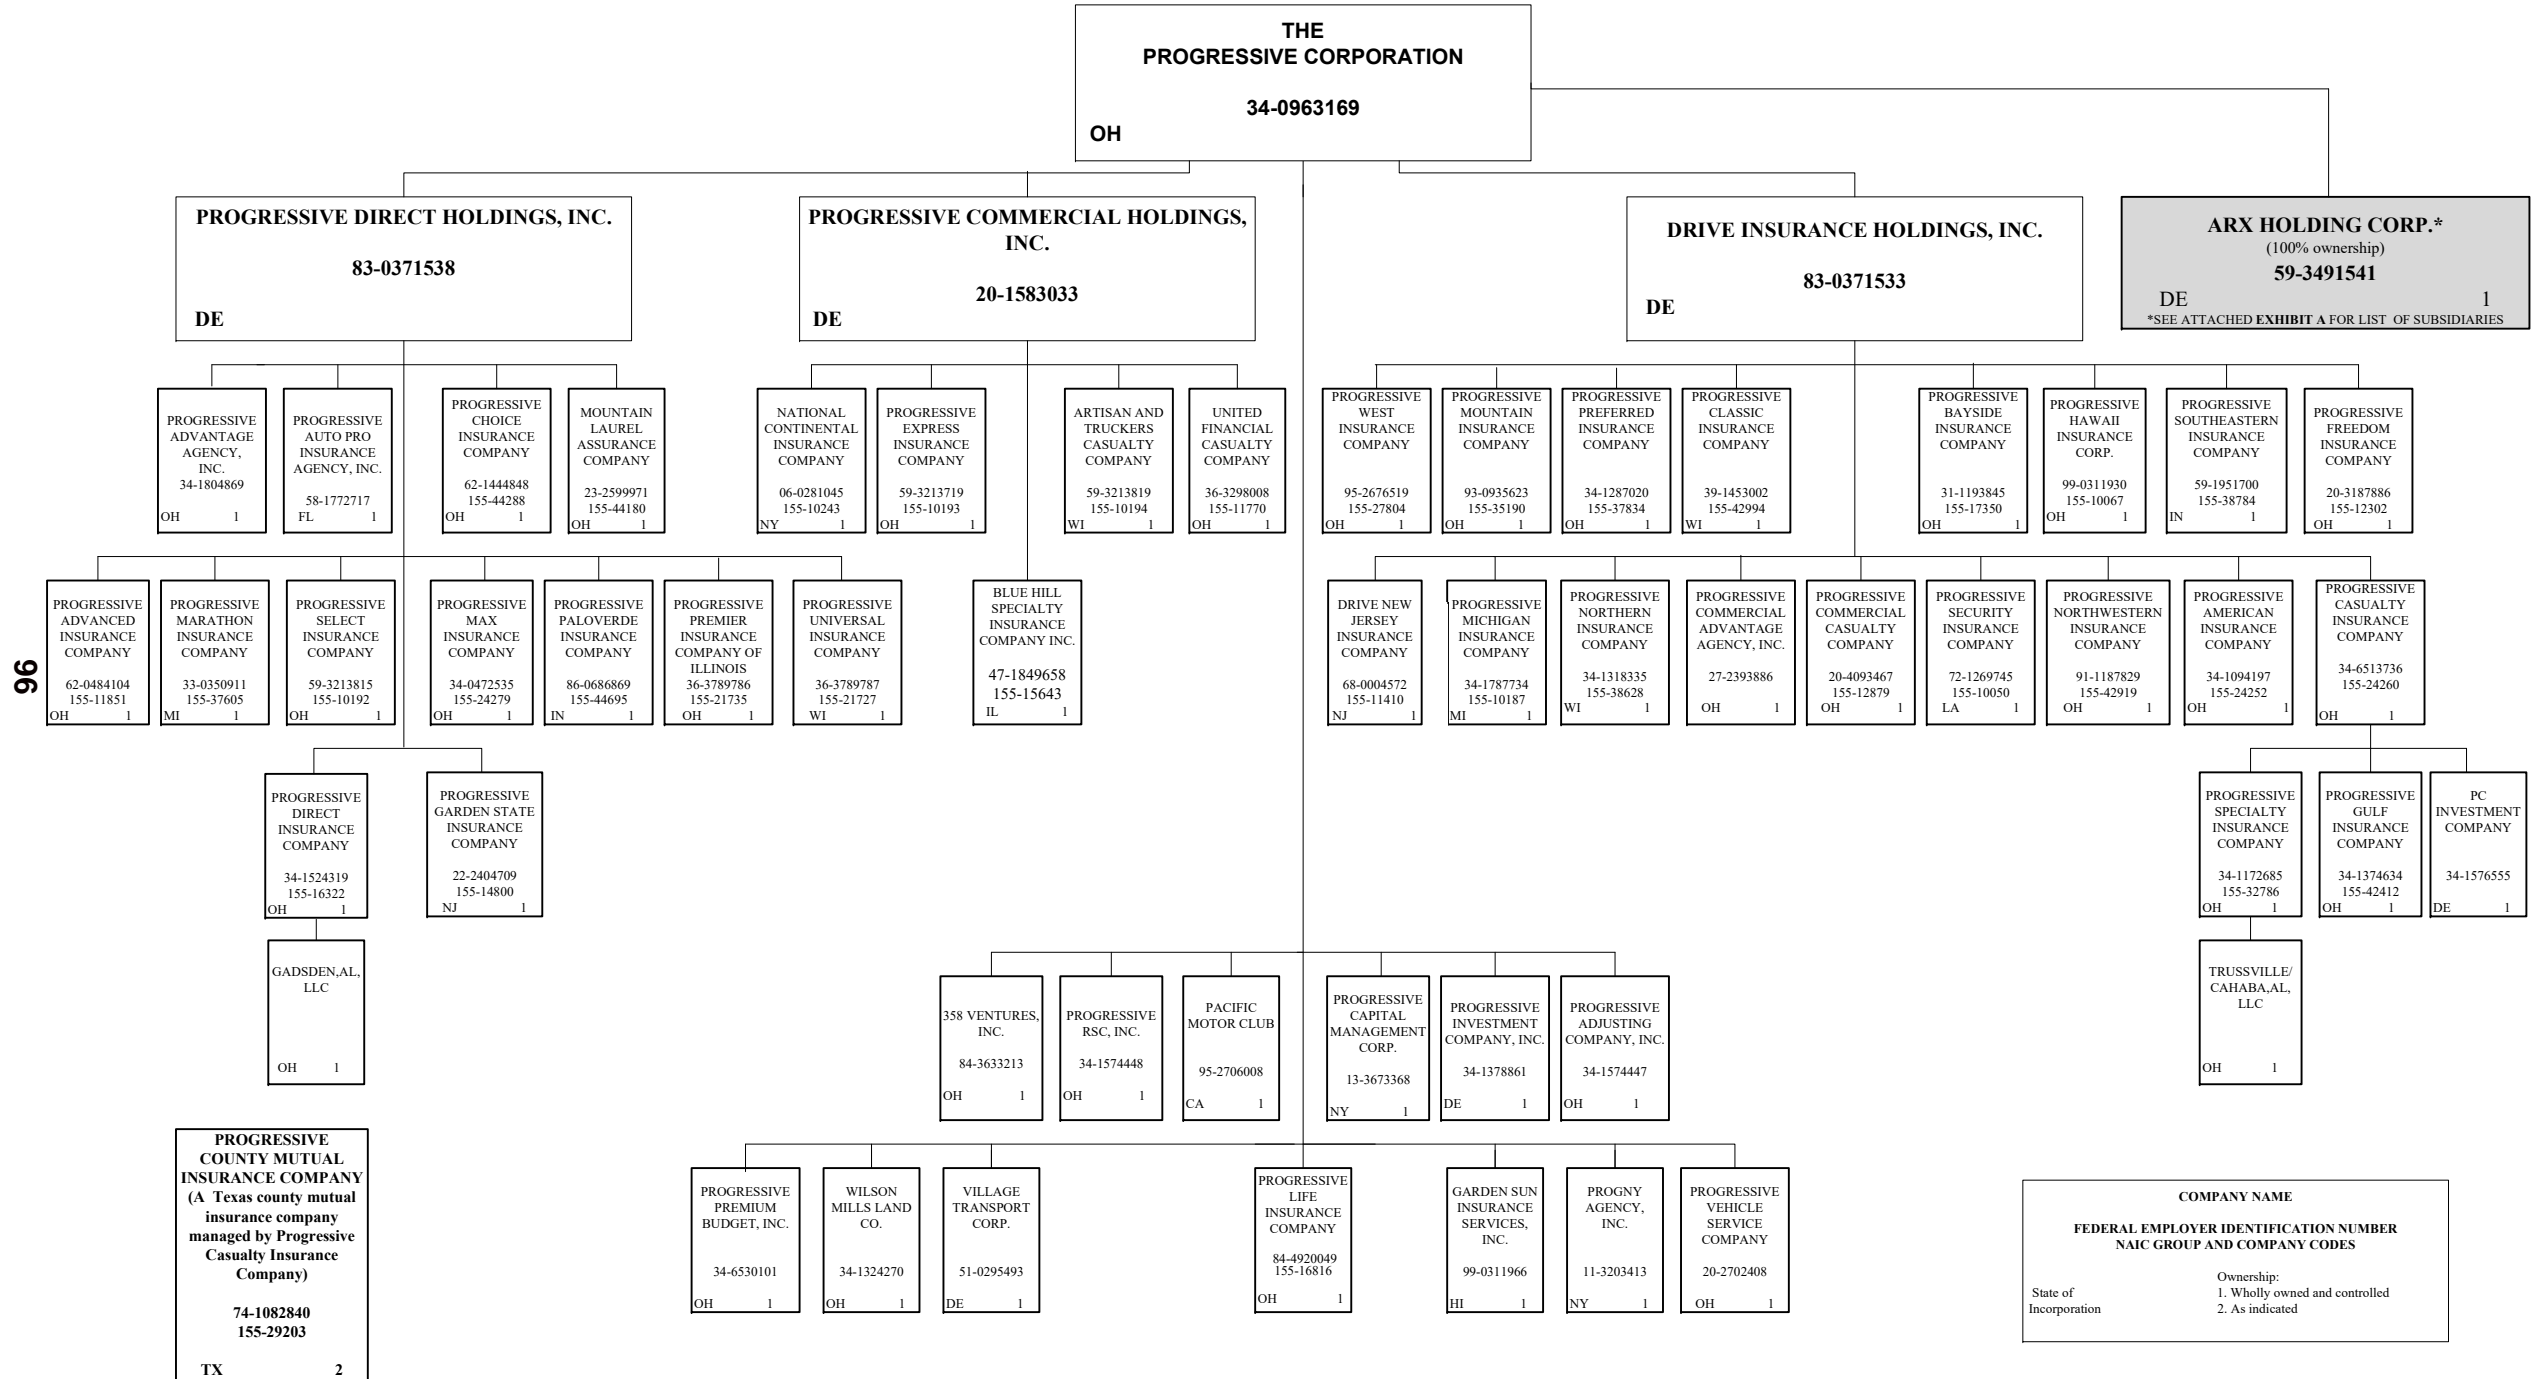 THE
PROGRESSIVE CORPORATION
34-0963169
OH
PROGRESSIVE DIRECT HOLDINGS, INC.
83-0371538
DE
PROGRESSIVE COMMERCIAL HOLDINGS,
INC.
20-1583033
DE
DRIVE INSURANCE HOLDINGS, INC.
83-0371533
DE
ARX HOLDING CORP.*
(100% ownership)
59-3491541
DE 1
*SEE ATTACHED EXHIBIT A FOR LIST OF SUBSIDIARIES
PROGRESSIVE
ADVANTAGE
AGENCY,
INC.
34-1804869
OH 1
PROGRESSIVE
AUTO PRO
INSURANCE
AGENCY, INC.
58-1772717
FL 1
PROGRESSIVE
CHOICE
INSURANCE
COMPANY
62-1444848
155-44288
OH 1
MOUNTAIN
LAUREL
ASSURANCE
COMPANY
23-2599971
155-44180
OH 1
NATIONAL
CONTINENTAL
INSURANCE
COMPANY
06-0281045
155-10243
NY 1
PROGRESSIVE
EXPRESS
INSURANCE
COMPANY
59-3213719
155-10193
OH 1
ARTISAN AND
TRUCKERS
CASUALTY
COMPANY
59-3213819
155-10194
WI 1
UNITED
FINANCIAL
CASUALTY
COMPANY
36-3298008
155-11770
OH 1
PROGRESSIVE
WEST
INSURANCE
COMPANY
95-2676519
155-27804
OH 1
PROGRESSIVE
MOUNTAIN
INSURANCE
COMPANY
93-0935623
155-35190
OH 1
PROGRESSIVE
PREFERRED
INSURANCE
COMPANY
34-1287020
155-37834
OH 1
PROGRESSIVE
CLASSIC
INSURANCE
COMPANY
39-1453002
155-42994
WI 1
PROGRESSIVE
BAYSIDE
INSURANCE
COMPANY
31-1193845
155-17350
OH 1
PROGRESSIVE
HAWAII
INSURANCE
CORP.
99-0311930
155-10067
OH 1
PROGRESSIVE
SOUTHEASTERN
INSURANCE
COMPANY
59-1951700
155-38784
IN 1
PROGRESSIVE
FREEDOM
INSURANCE
COMPANY
20-3187886
155-12302
OH 1
96
PROGRESSIVE
ADVANCED
INSURANCE
COMPANY
62-0484104
155-11851
OH 1
PROGRESSIVE
MARATHON
INSURANCE
COMPANY
33-0350911
155-37605
MI 1
PROGRESSIVE
SELECT
INSURANCE
COMPANY
59-3213815
155-10192
OH 1
PROGRESSIVE
MAX
INSURANCE
COMPANY
34-0472535
155-24279
OH 1
PROGRESSIVE
PALOVERDE
INSURANCE
COMPANY
86-0686869
155-44695
IN 1
PROGRESSIVE
PREMIER
INSURANCE
COMPANY OF
ILLINOIS
36-3789786
155-21735
OH 1
PROGRESSIVE
UNIVERSAL
INSURANCE
COMPANY
36-3789787
155-21727
WI 1
BLUE HILL
SPECIALTY
INSURANCE
COMPANY INC.
47-1849658
155-15643
IL 1
DRIVE NEW
JERSEY
INSURANCE
COMPANY
68-0004572
155-11410
NJ 1
PROGRESSIVE
MICHIGAN
INSURANCE
COMPANY
34-1787734
155-10187
MI 1
PROGRESSIVE
NORTHERN
INSURANCE
COMPANY
34-1318335
155-38628
WI 1
PROGRESSIVE
COMMERCIAL
ADVANTAGE
AGENCY, INC.
27-2393886
OH 1
PROGRESSIVE
COMMERCIAL
CASUALTY
COMPANY
20-4093467
155-12879
OH 1
PROGRESSIVE
SECURITY
INSURANCE
COMPANY
72-1269745
155-10050
LA 1
PROGRESSIVE
NORTHWESTERN
INSURANCE
COMPANY
91-1187829
155-42919
OH 1
PROGRESSIVE
AMERICAN
INSURANCE
COMPANY
34-1094197
155-24252
OH 1
PROGRESSIVE
CASUALTY
INSURANCE
COMPANY
34-6513736
155-24260
OH 1
PROGRESSIVE
DIRECT
INSURANCE
COMPANY
34-1524319
155-16322
OH 1
PROGRESSIVE
GARDEN STATE
INSURANCE
COMPANY
22-2404709
155-14800
NJ 1
PROGRESSIVE
SPECIALTY
INSURANCE
COMPANY
34-1172685
155-32786
OH 1
PROGRESSIVE
GULF
INSURANCE
COMPANY
34-1374634
155-42412
OH 1
PC
INVESTMENT
COMPANY
34-1576555
DE 1
GADSDEN,AL,
LLC
OH 1
358 VENTURES,
INC.
84-3633213
OH 1
PROGRESSIVE
RSC, INC.
34-1574448
OH 1
PACIFIC
MOTOR CLUB
95-2706008
CA 1
PROGRESSIVE
CAPITAL
MANAGEMENT
CORP.
13-3673368
NY 1
PROGRESSIVE
INVESTMENT
COMPANY, INC.
34-1378861
DE 1
PROGRESSIVE
ADJUSTING
COMPANY, INC.
34-1574447
OH 1
TRUSSVILLE/
CAHABA,AL,
LLC
OH 1
PROGRESSIVE
COUNTY MUTUAL
INSURANCE COMPANY
(A Texas county mutual
insurance company
managed by Progressive
Casualty Insurance
Company)
74-1082840
155-29203
TX 2
PROGRESSIVE
PREMIUM
BUDGET, INC.
34-6530101
OH 1
WILSON
MILLS LAND
CO.
34-1324270
OH 1
VILLAGE
TRANSPORT
CORP.
51-0295493
DE 1
PROGRESSIVE
LIFE
INSURANCE
COMPANY
84-4920049
155-16816
OH 1
GARDEN SUN
INSURANCE
SERVICES,
INC.
99-0311966
HI 1
PROGNY
AGENCY,
INC.
11-3203413
NY 1
PROGRESSIVE
VEHICLE
SERVICE
COMPANY
20-2702408
OH 1
COMPANY NAME
FEDERAL EMPLOYER IDENTIFICATION NUMBER
NAIC GROUP AND COMPANY CODES
Ownership:
State of 1. Wholly owned and controlled
Incorporation 2. As indicated